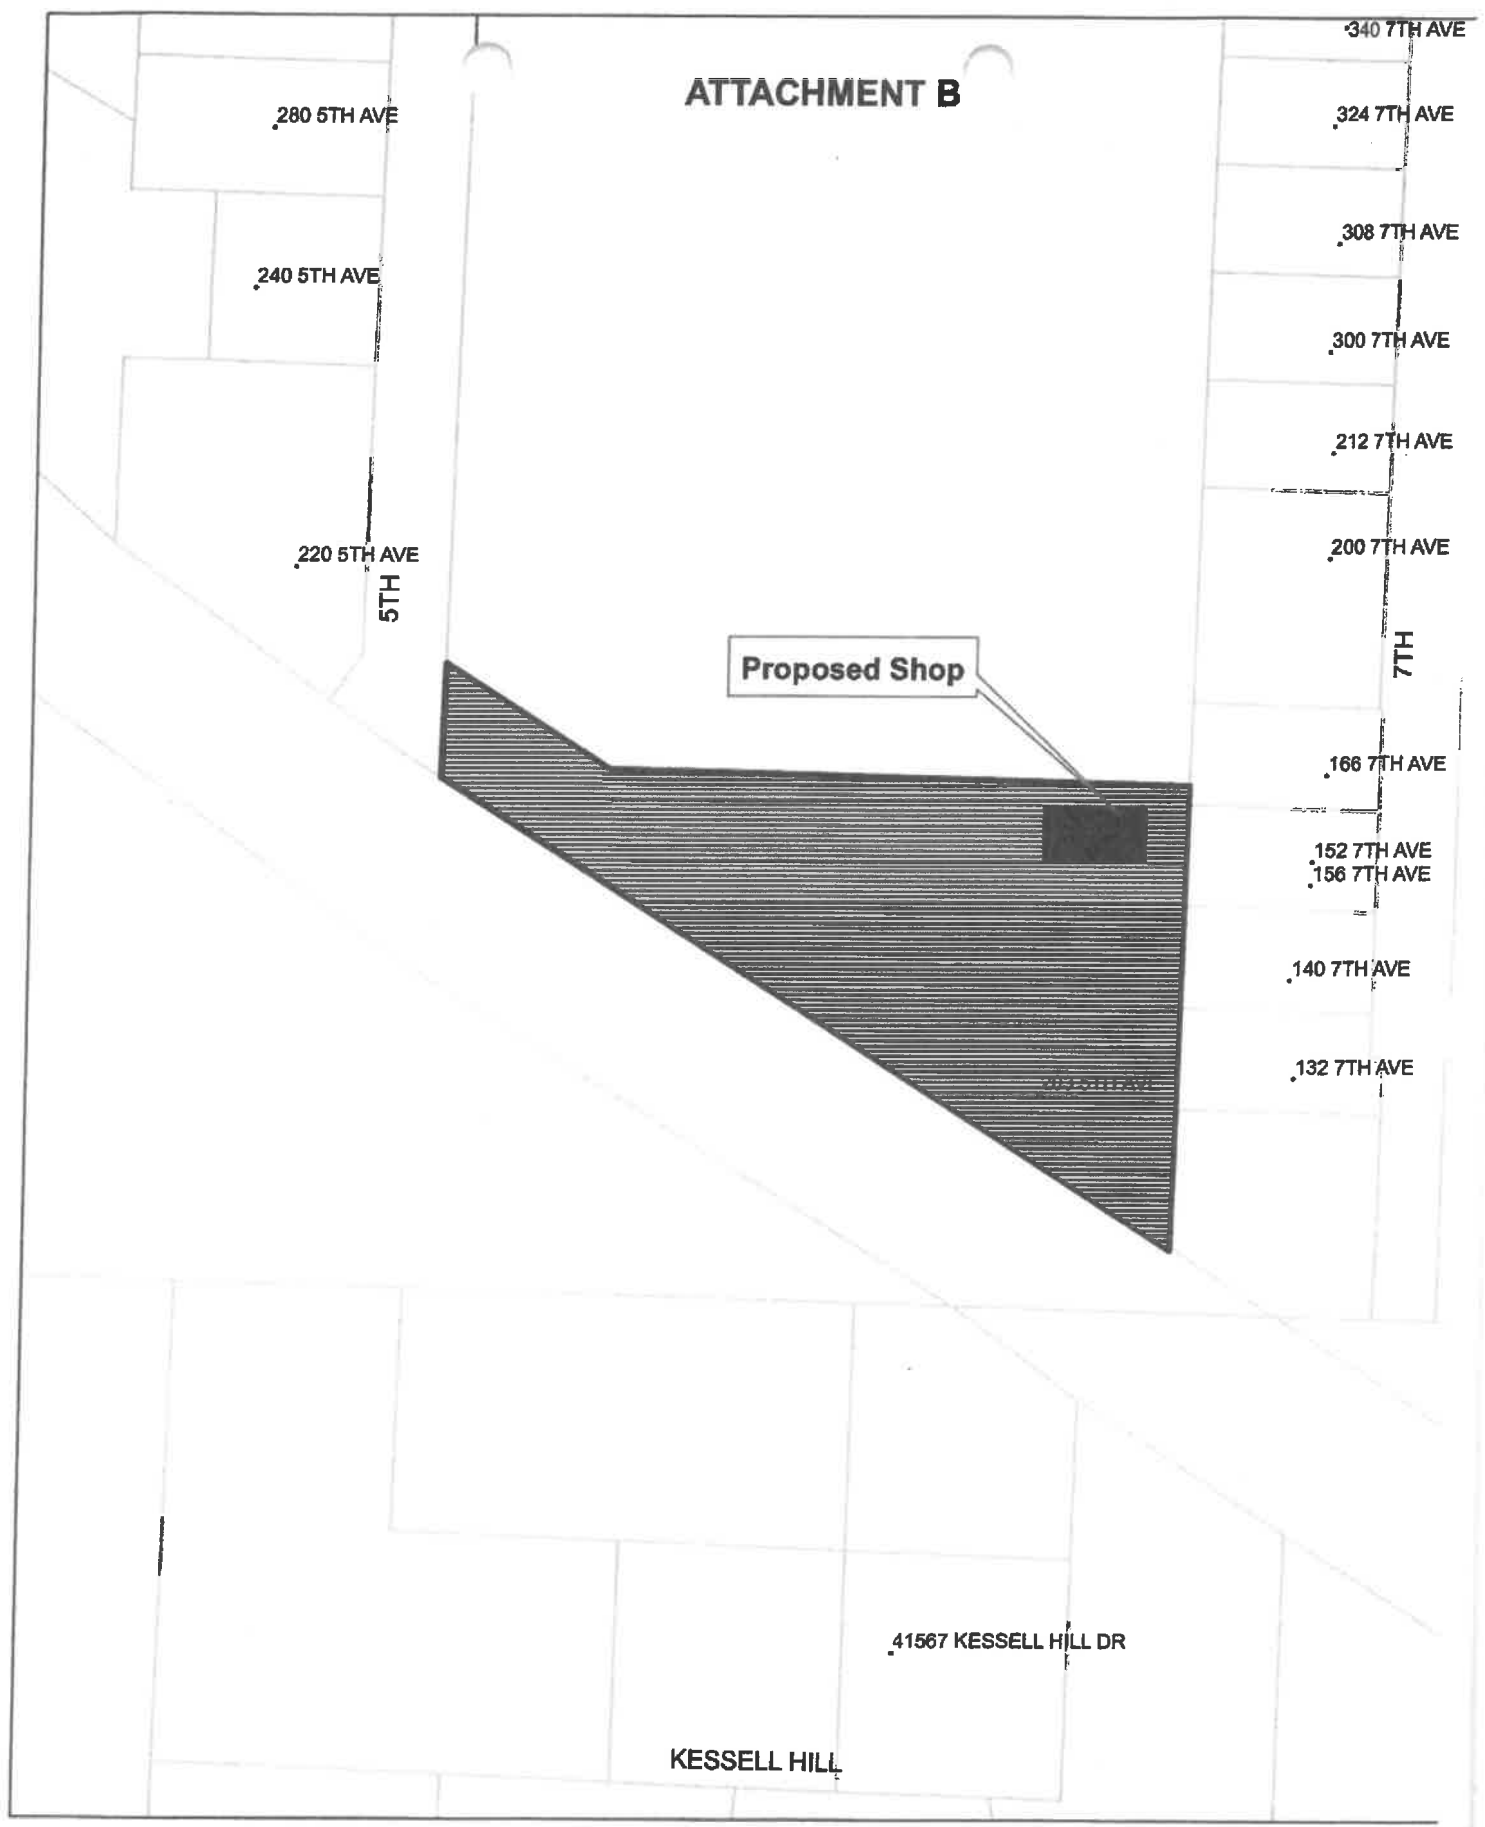 340 7TH AVE
ATTACHMENT B
280 5TH AVE
324 7TH AVE
308 7TH AVE
240 5TH AVE
300 7TH AVE
212 7TH AVE
220 5TH AVE
200 7TH AVE
5TH
7TH
Proposed Shop
166 7TH AVE
152 7TH AVE
156 7TH AVE
140 7TH AVE
132 7TH AVE
5TH AVE
41567 KESSELL HILL DR
KESSELL HILL